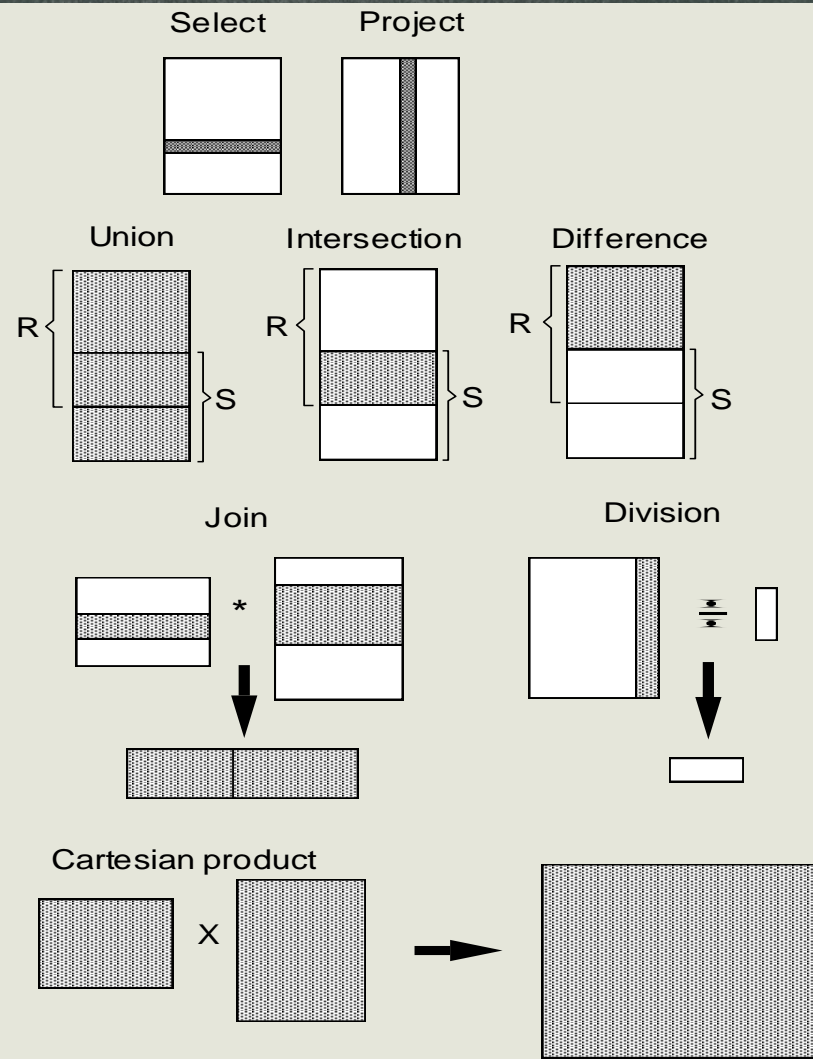 Select Project
Union Intersection Difference
R S R S R S
Join Division
* ÷
Cartesian product
X